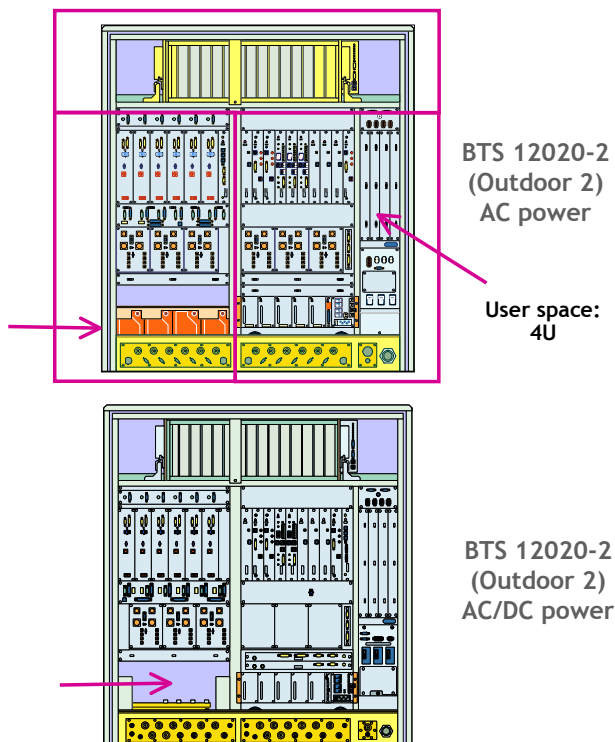 BTS 12020-2
(Outdoor 2)
AC power
User space:
4U
BTS 12020-2
(Outdoor 2)
AC/DC power